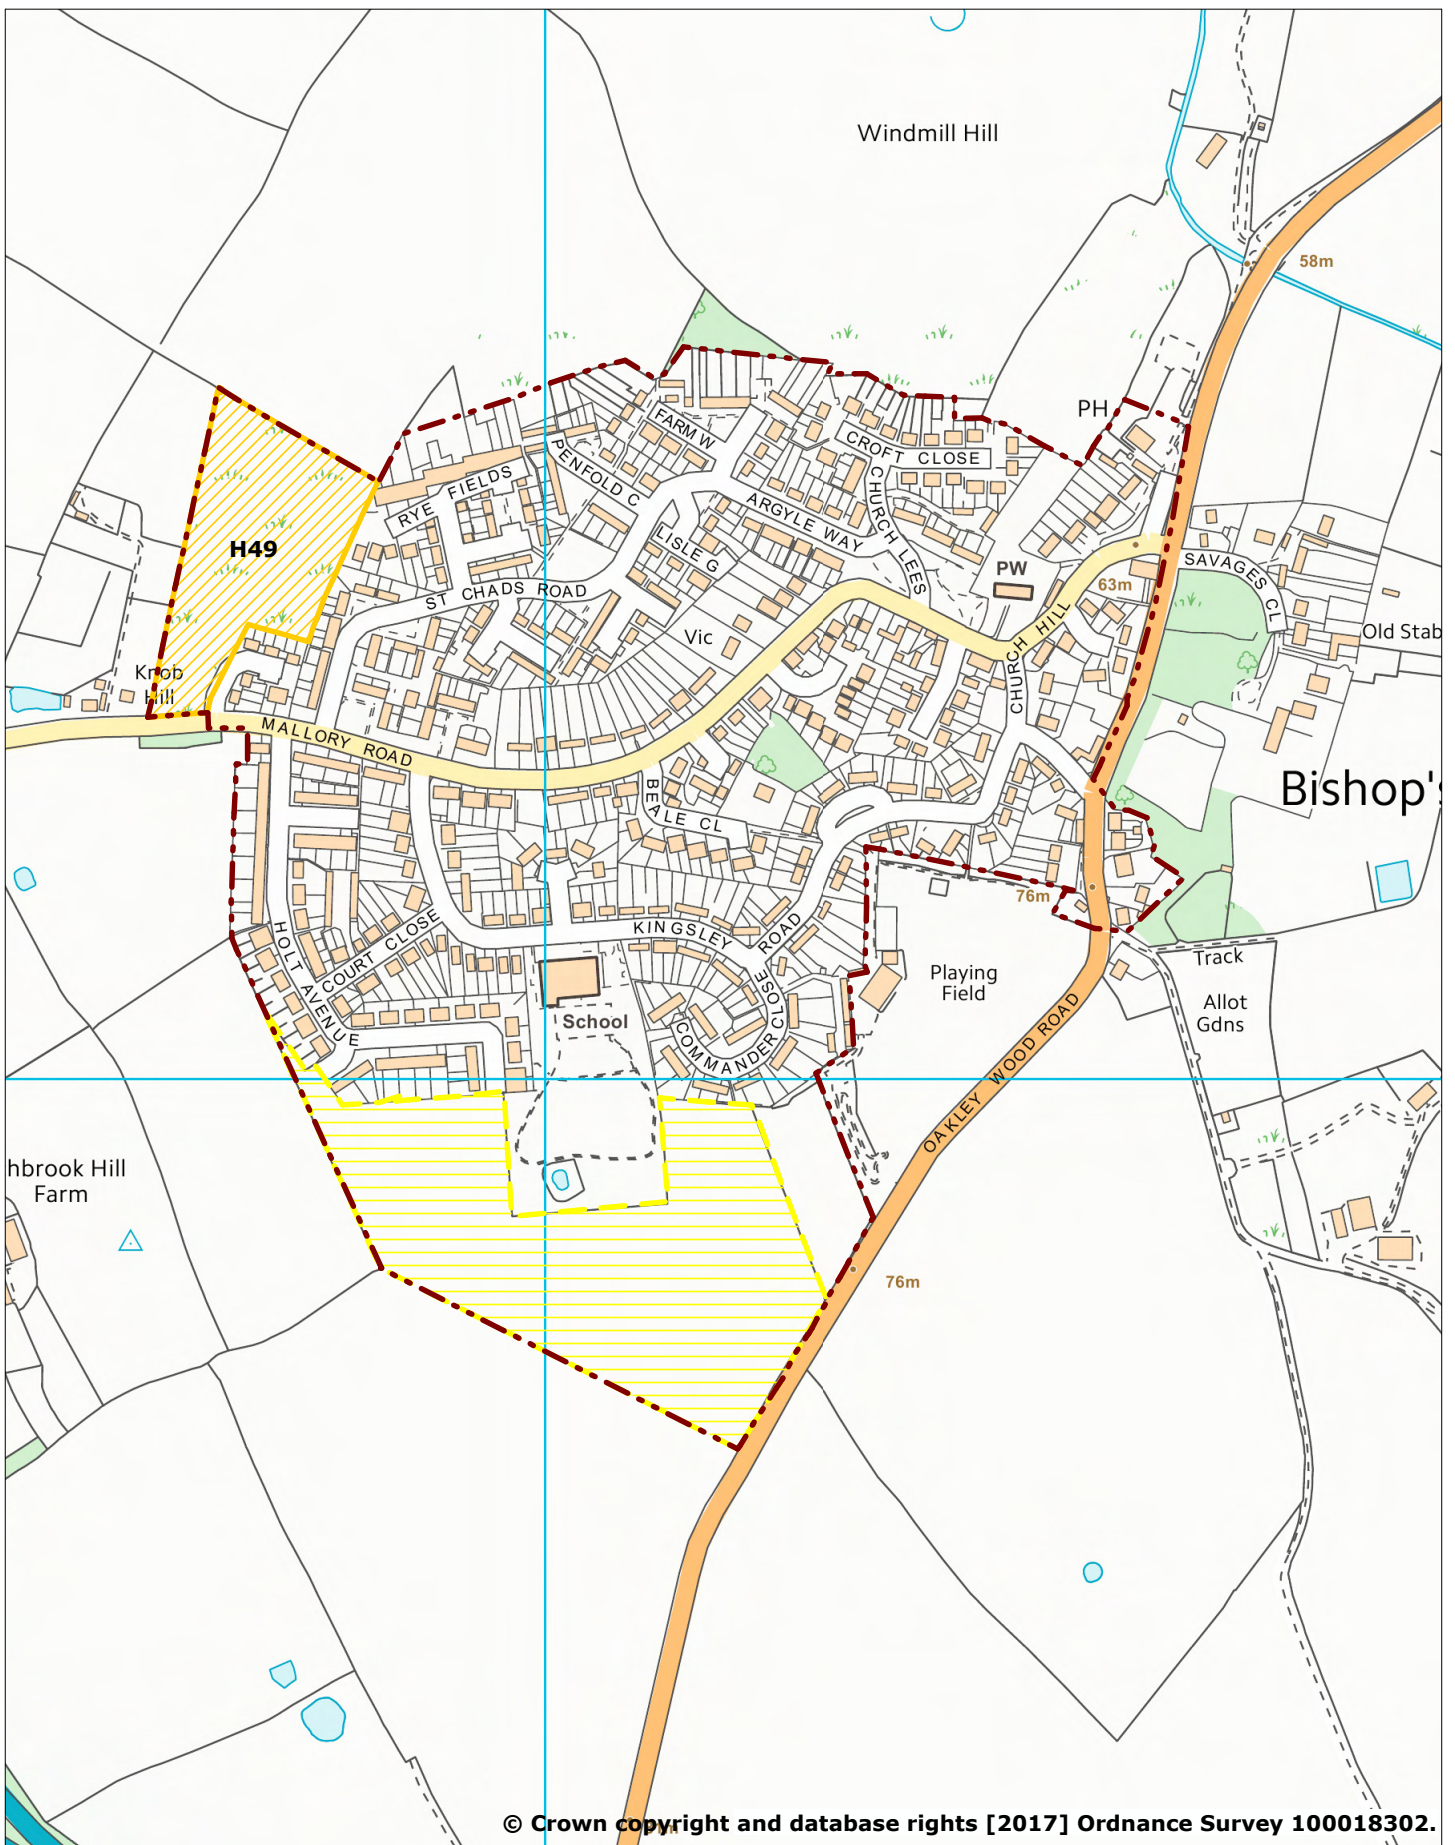 Windmill Hill
58m
PH
FARM W
CROFT CLOSE
PENFOLD C
RYE FIELDS
CHURCH LEES
ARGYLE WAY
LISLE G
H49
SAVAGES CL
PW
63m
ST CHADS ROAD
Vic
CHURCH HILL
Old Stab
Knob
Hill
MALLORY ROAD
Bishop's
BEALE CL
76m
KINGSLEY ROAD
COURT CLOSE
HOLT AVENUE
Track
Playing
Field
Allot
Gdns
School
COMMANDER CLOSE
OAKLEY WOOD ROAD
hbrook Hill
Farm
76m
© Crown copyright and database rights [2017] Ordnance Survey 100018302.